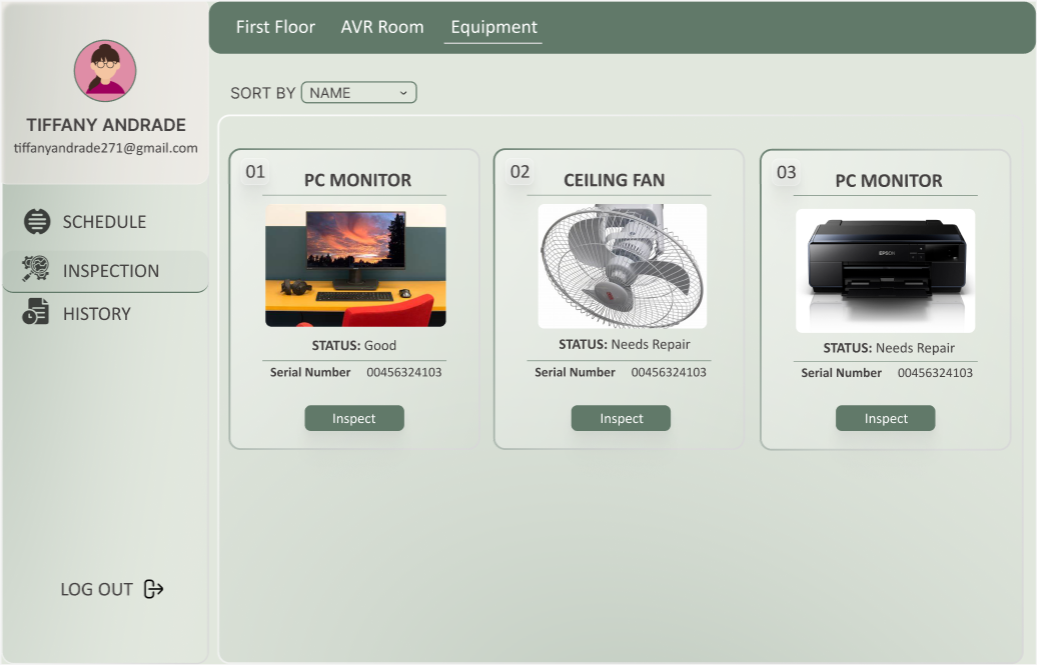 First Floor AVR Room Equipment
TIFFANY ANDRADE
tiffanyandrade271@gmail.com
SCHEDULE
INSPECTION
HISTORY
LOG OUT
SORT BY NAME
01
PC MONITOR
STATUS: Good
Serial Number 00456324103
Inspect
02
CEILING FAN
STATUS: Needs Repair
Serial Number 00456324103
Inspect
03
PC MONITOR
EPSON
STATUS: Needs Repair
Serial Number 00456324103
Inspect